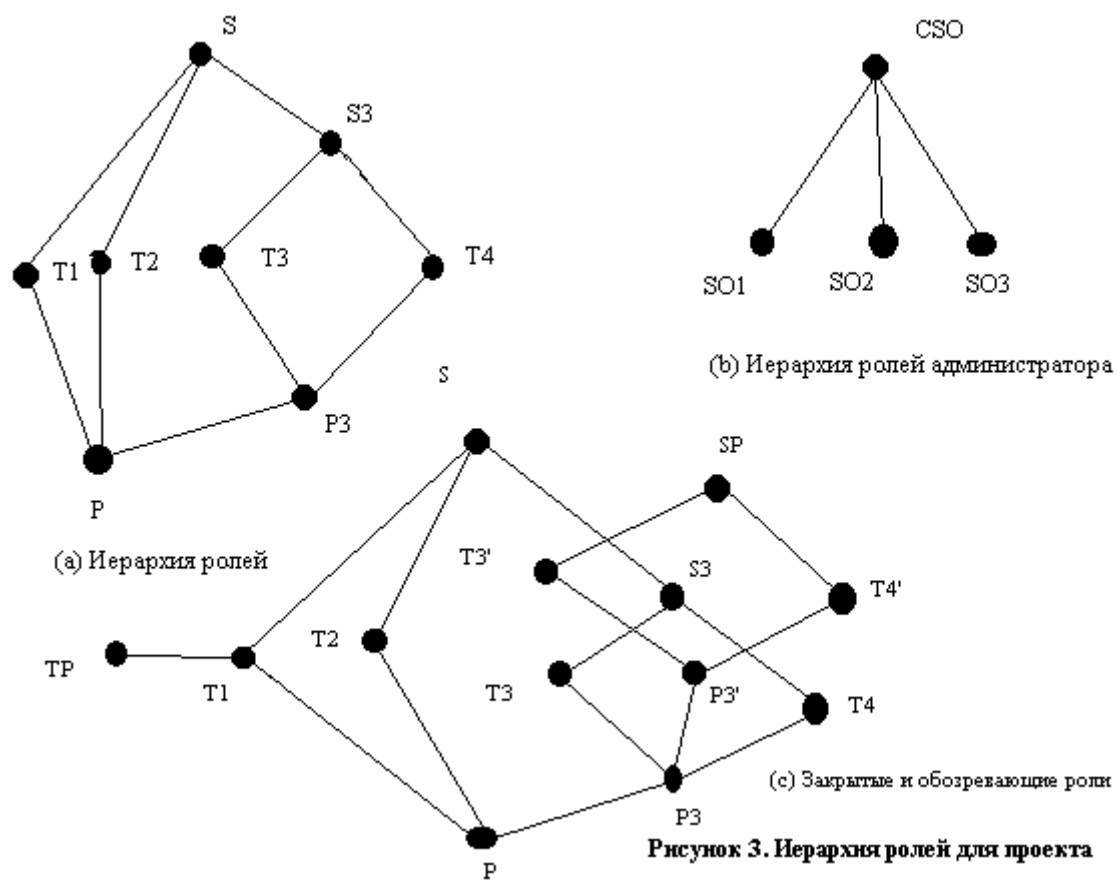 S
CSO
S3
T1
T2
T3
T4
SO1
SO2
SO3
(b) Иерархия ролей администратора
S
P3
P
SP
(a) Иерархия ролей
T3'
S3
T4'
T2
TP
T1
T3
P3'
T4
(c) Закрытые и обозревающие роли
P3
P
Рисунок 3. Иерархия ролей для проекта